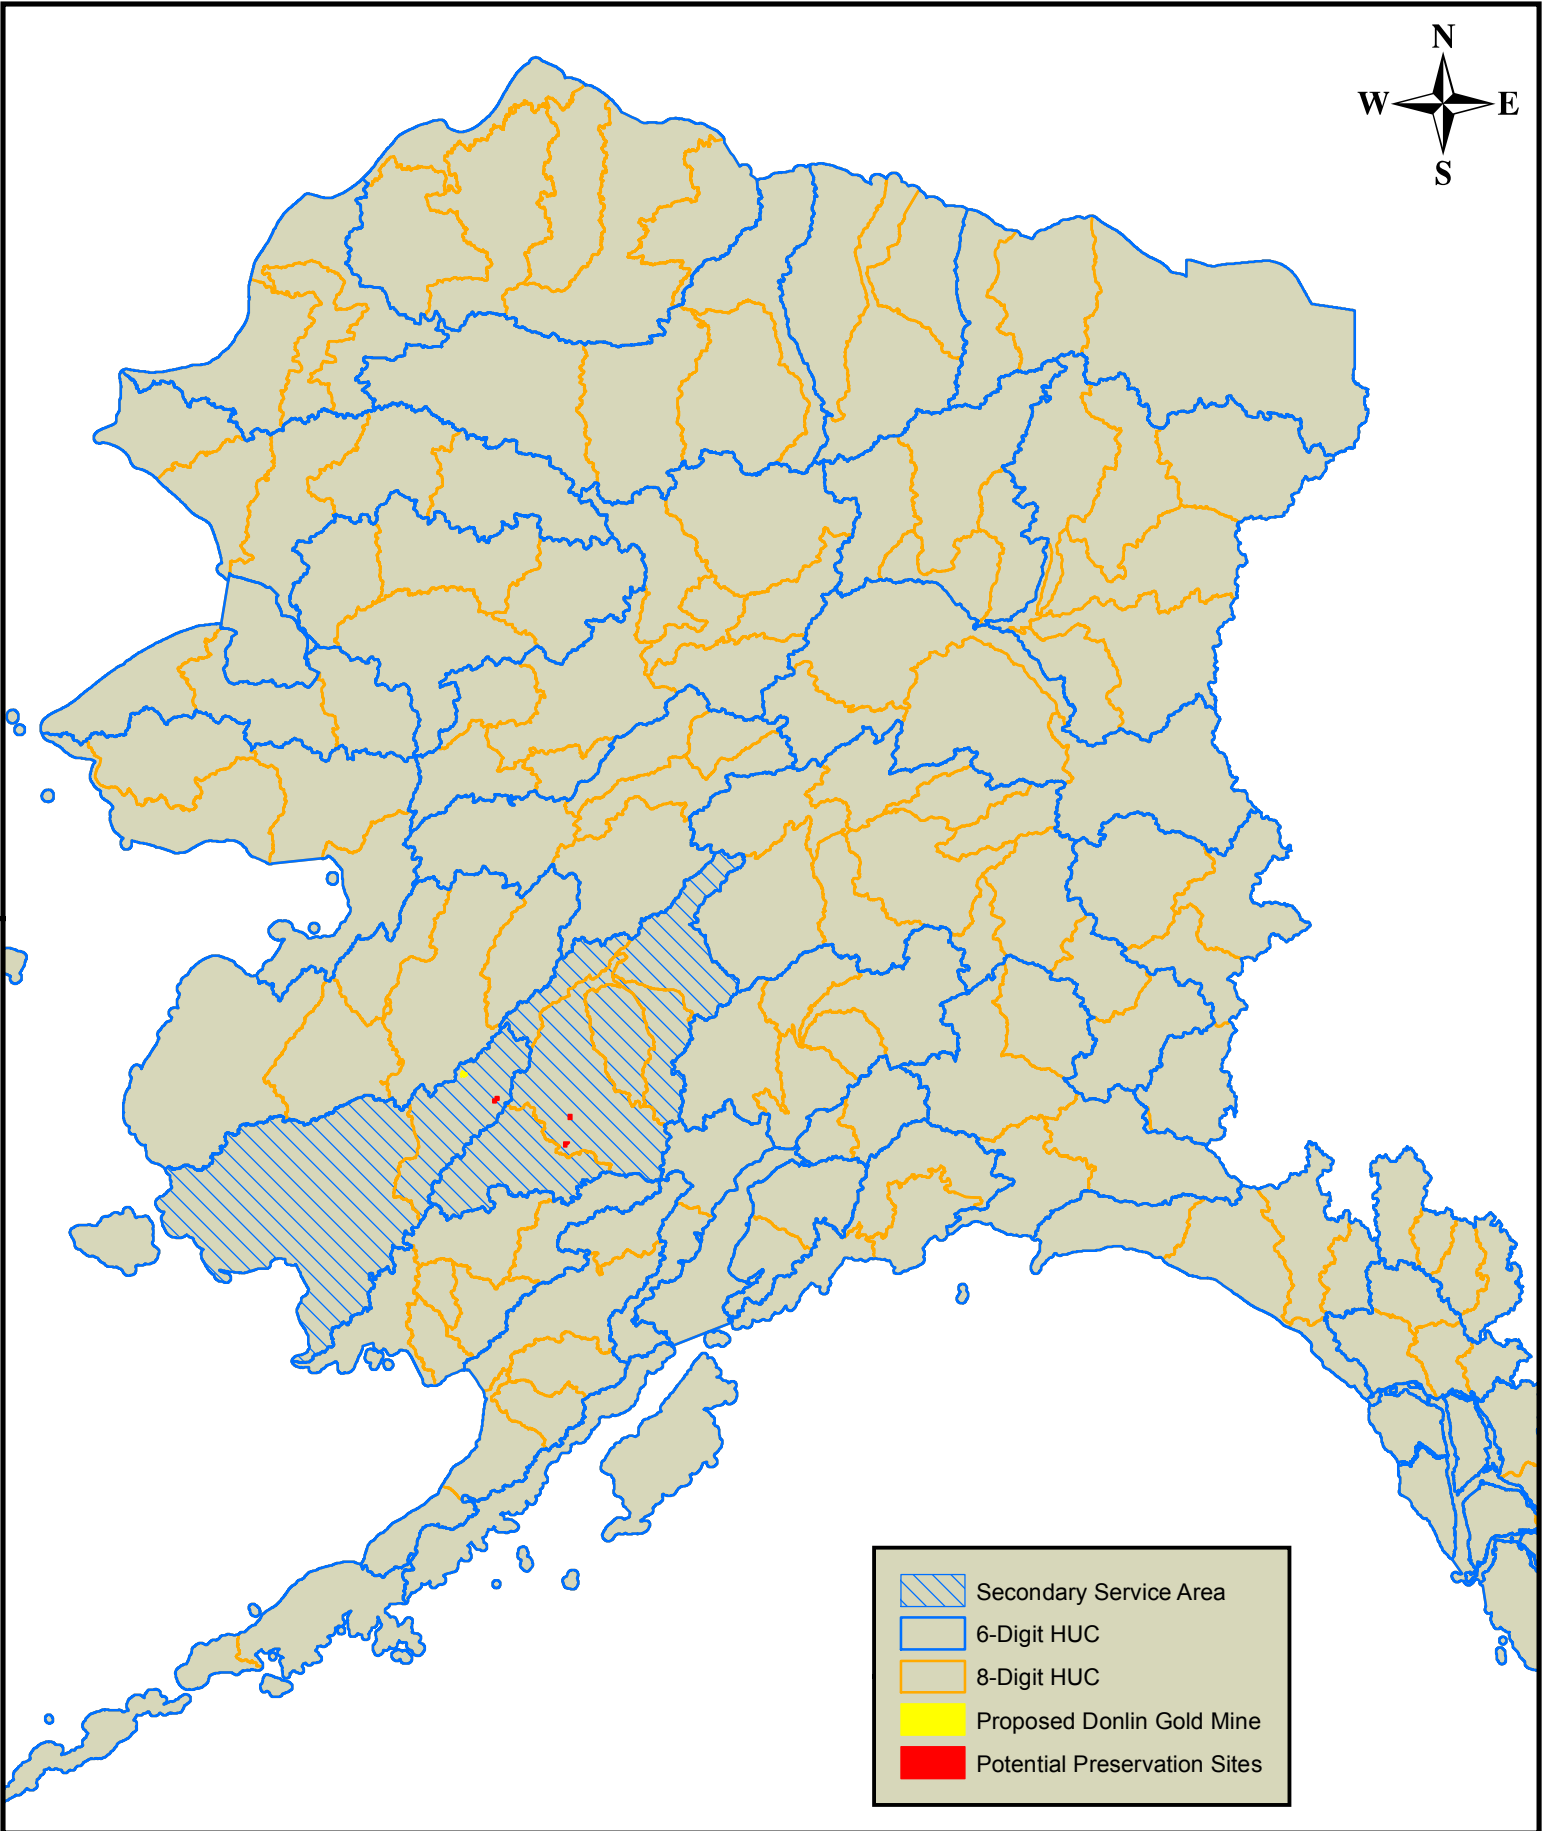 N
W E
S
Secondary Service Area
6-Digit HUC
8-Digit HUC
Proposed Donlin Gold Mine
Potential Preservation Sites